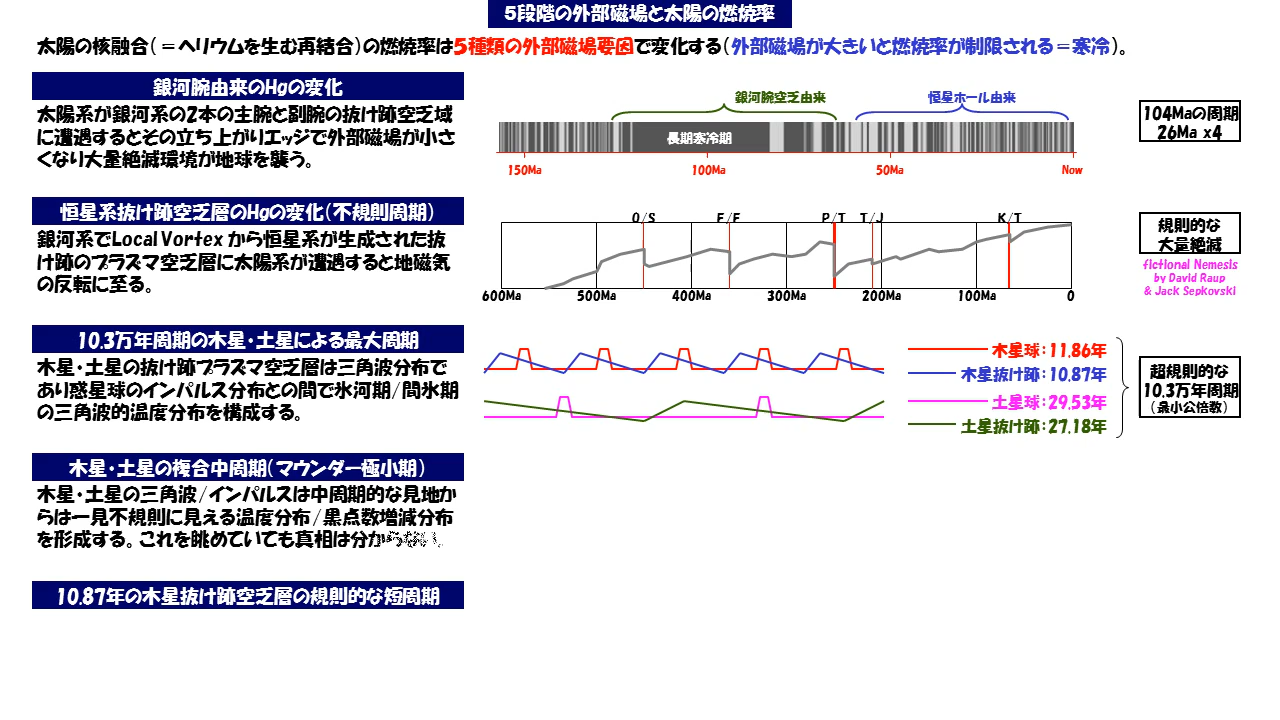 5段階の外部磁場と太陽の燃焼率
太陽の核融合(=ヘリウムを生む再結合)の燃焼率は5種類の外部磁場要因で変化する(外部磁場が大きいと燃焼率が制限される=寒冷)。
銀河腕由来のHgの変化
太陽系が銀河系の2本の主腕と副腕の抜け跡空乏域
に遭遇するとその立ち上がりエッジで外部磁場が小さ
くなり大量絶滅環境が地球を襲う。
銀河腕空乏由来
恒星ホール由来
長期寒冷期
150Ma
100Ma
50Ma
Now
104Maの周期
26Ma x4
恒星系抜け跡空乏層のHgの変化(不規則周期)
銀河系でLocal Vortex から恒星系が生成された抜
け跡のプラズマ空乏層に太陽系が遭遇すると地磁気
の反転に至る。
O/S
F/F
P/T
T/J
K/T
600Ma
500Ma
400Ma
300Ma
200Ma
100Ma
0
規則的な
大量絶滅
fictional Nemesis
by David Raup
& Jack Sepkovski
10.3万年周期の木星・土星による最大周期
木星・土星の抜け跡プラズマ空乏層は三角波分布で
あり惑星球のインパルス分布との間で氷河期/間氷期
の三角波的温度分布を構成する。
木星球:11.86年
木星抜け跡:10.87年
土星球:29.53年
土星抜け跡:27.18年
超規則的な
10.3万年周期
(最小公倍数)
木星・土星の複合中周期(マウンダー極小期)
木星・土星の三角波/インパルスは中周期的な見地か
らは一見不規則に見える温度分布/黒点数増減分布
を形成する。これを眺めていても真相は分からない。
10.87年の木星抜け跡空乏層の規則的な短周期